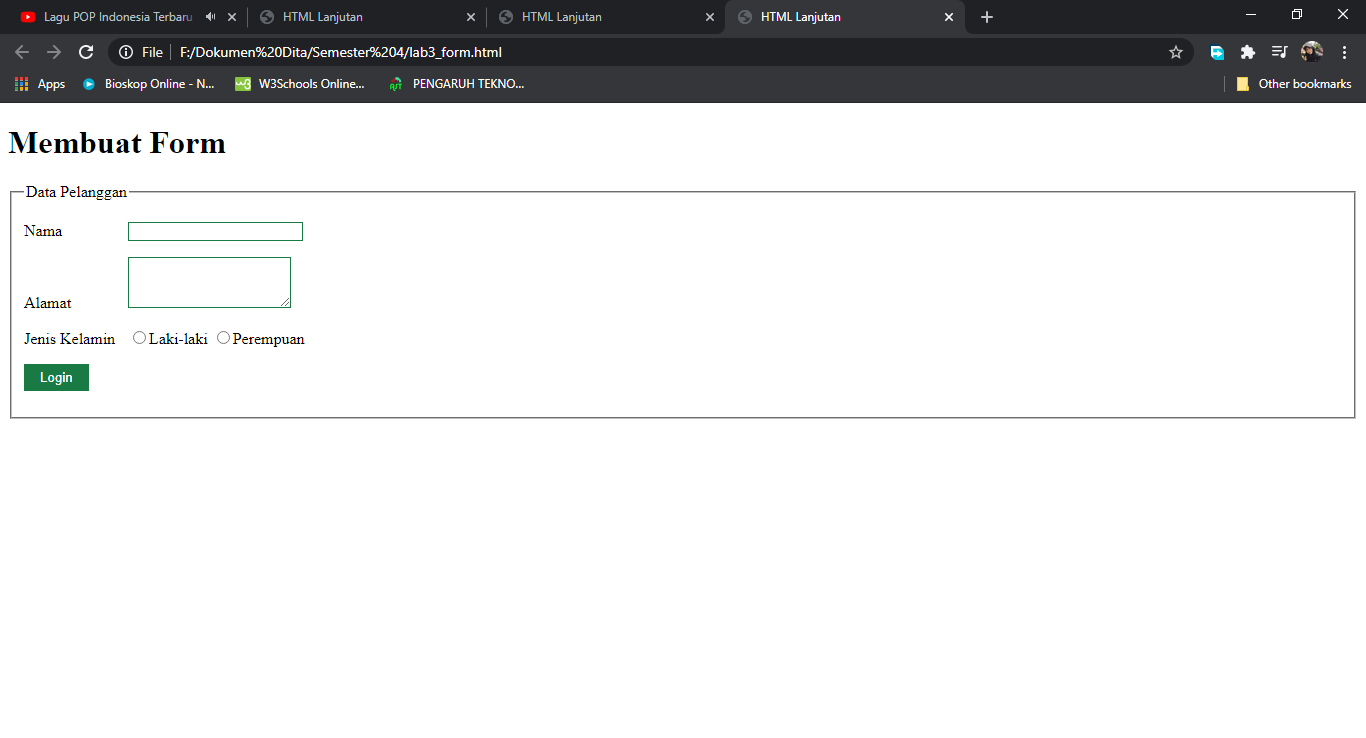 Lagu POP Indonesia Terbaru
HTML Lanjutan
HTML Lanjutan
HTML Lanjutan
File
F:/Dokumen%20Dita/Semester%204/lab3_form.html
Apps
Bioskop Online - N...
W3Schools Online...
PENGARUH TEKNO...
Other bookmarks
Membuat Form
Data Pelanggan
Nama
Alamat
Jenis Kelamin Laki-laki Perempuan
Login